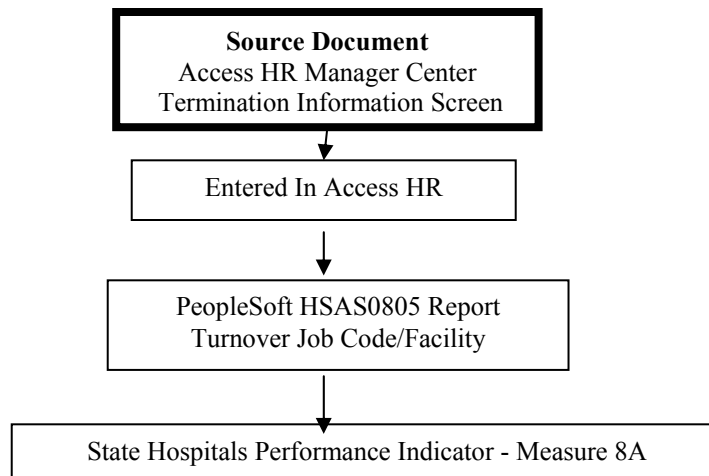 Source Document
Access HR Manager Center
Termination Information Screen
Entered In Access HR
PeopleSoft HSAS0805 Report
Turnover Job Code/Facility
State Hospitals Performance Indicator - Measure 8A